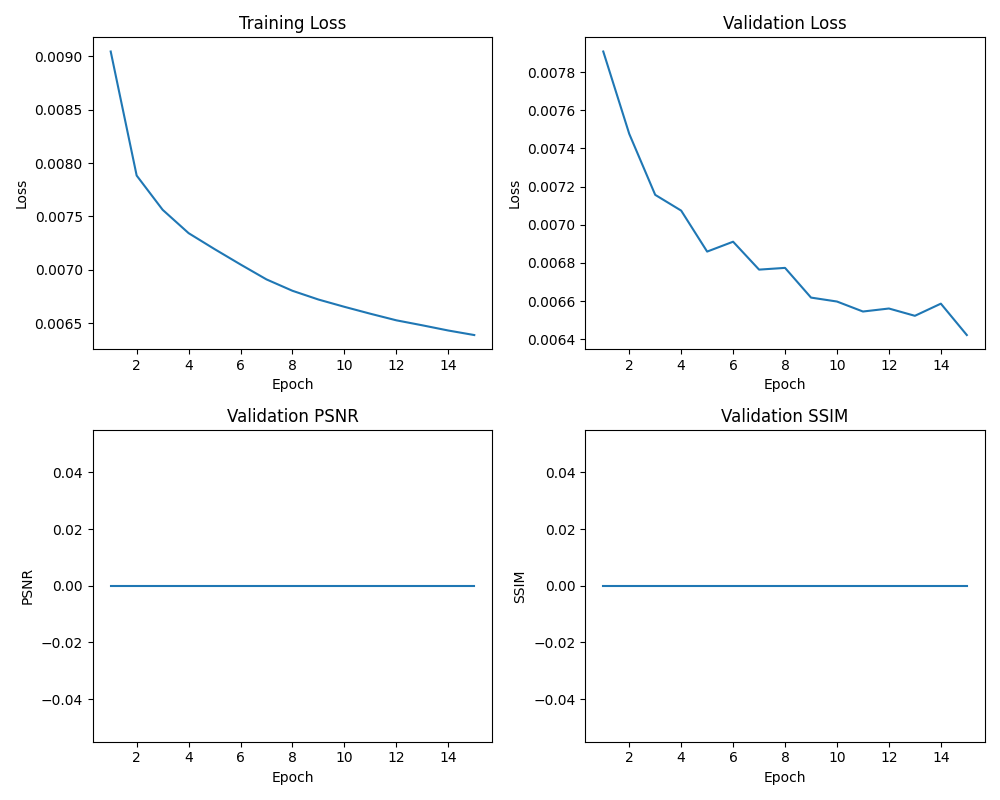 Training Loss
Loss
0.0090
0.0085
0.0080
0.0075
0.0070
0.0065
2 4 6 8 10 12 14
Epoch
Validation Loss
Loss
0.0078
0.0076
0.0074
0.0072
0.0070
0.0068
0.0066
0.0064
2 4 6 8 10 12 14
Epoch
Validation PSNR
PSNR
0.04
0.02
0.00
−0.02
−0.04
2 4 6 8 10 12 14
Epoch
Validation SSIM
SSIM
0.04
0.02
0.00
−0.02
−0.04
2 4 6 8 10 12 14
Epoch